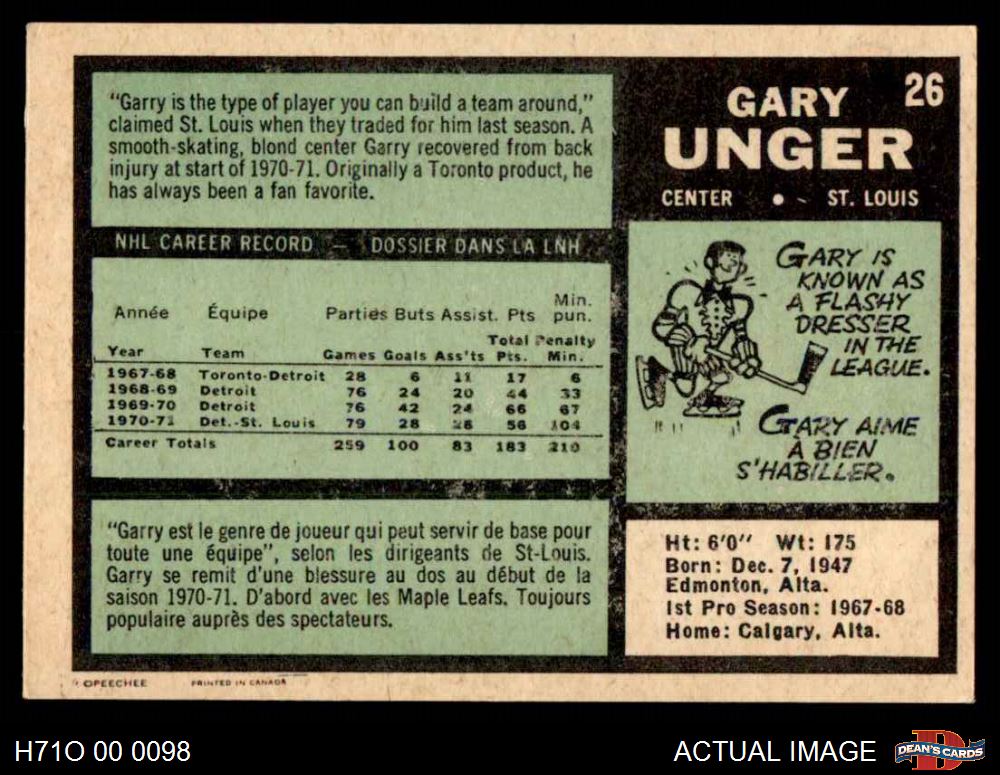 "Garry is the type of player you can build a team around,"
claimed St. Louis when they traded for him last season. A
smooth-skating, blond center Garry recovered from back
injury at start of 1970-71. Originally a Toronto product, he
has always been a fan favorite.
NHL CAREER RECORD — DOSSIER DANS LA LNH
Année Équipe Parties Buts Assist. Pts Min. pun.
Year Team Games Goals Ass'ts Total Pts. Penalty Min.
1967-68 Toronto-Detroit 28 6 11 17 6
1968-69 Detroit 76 24 20 44 33
1969-70 Detroit 76 42 24 66 67
1970-71 Det.-St. Louis 79 28 28 56 104
Career Totals 259 100 83 183 210
"Garry est le genre de joueur qui peut servir de base pour
toute une équipe", selon les dirigeants de St-Louis.
Garry se remit d'une blessure au dos au début de la
saison 1970-71. D'abord avec les Maple Leafs. Toujours
populaire auprès des spectateurs.
26
GARY
UNGER
CENTER • ST. LOUIS
GARY IS
KNOWN AS
A FLASHY
DRESSER
IN THE
LEAGUE.
GARY AIME
À BIEN
S'HABILLER.
Ht: 6'0" Wt: 175
Born: Dec. 7, 1947
Edmonton, Alta.
1st Pro Season: 1967-68
Home: Calgary, Alta.
OPEECHEE PRINTED IN CANADA
H71O 00 0098
ACTUAL IMAGE
DEAN'S CARDS